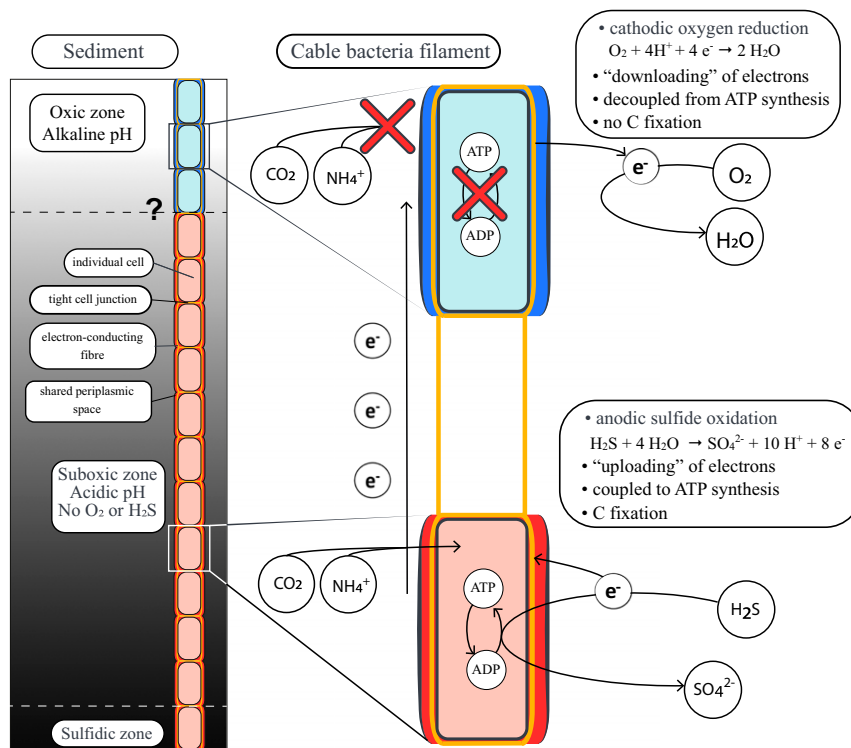 Sediment
Cable bacteria filament
• cathodic oxygen reduction
O₂ + 4H⁺ + 4 e⁻ → 2 H₂O
• “downloading” of electrons
• decoupled from ATP synthesis
• no C fixation
Oxic zone
Alkaline pH
CO₂
NH₄⁺
ATP
ADP
e⁻
O₂
H₂O
?
individual cell
tight cell junction
electron-conducting
fibre
shared periplasmic
space
e⁻
e⁻
e⁻
• anodic sulfide oxidation
H₂S + 4 H₂O → SO₄²⁻ + 10 H⁺ + 8 e⁻
• “uploading” of electrons
• coupled to ATP synthesis
• C fixation
Suboxic zone
Acidic pH
No O₂ or H₂S
CO₂
NH₄⁺
ATP
ADP
e⁻
H₂S
SO₄²⁻
Sulfidic zone